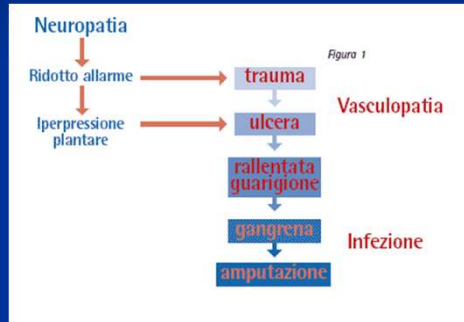 Neuropatia
Figura 1
Ridotto allarme
trauma
Vasculopatia
Iperpressione
plantare
ulcera
rallentata
guarigione
gangrena
Infezione
amputazione